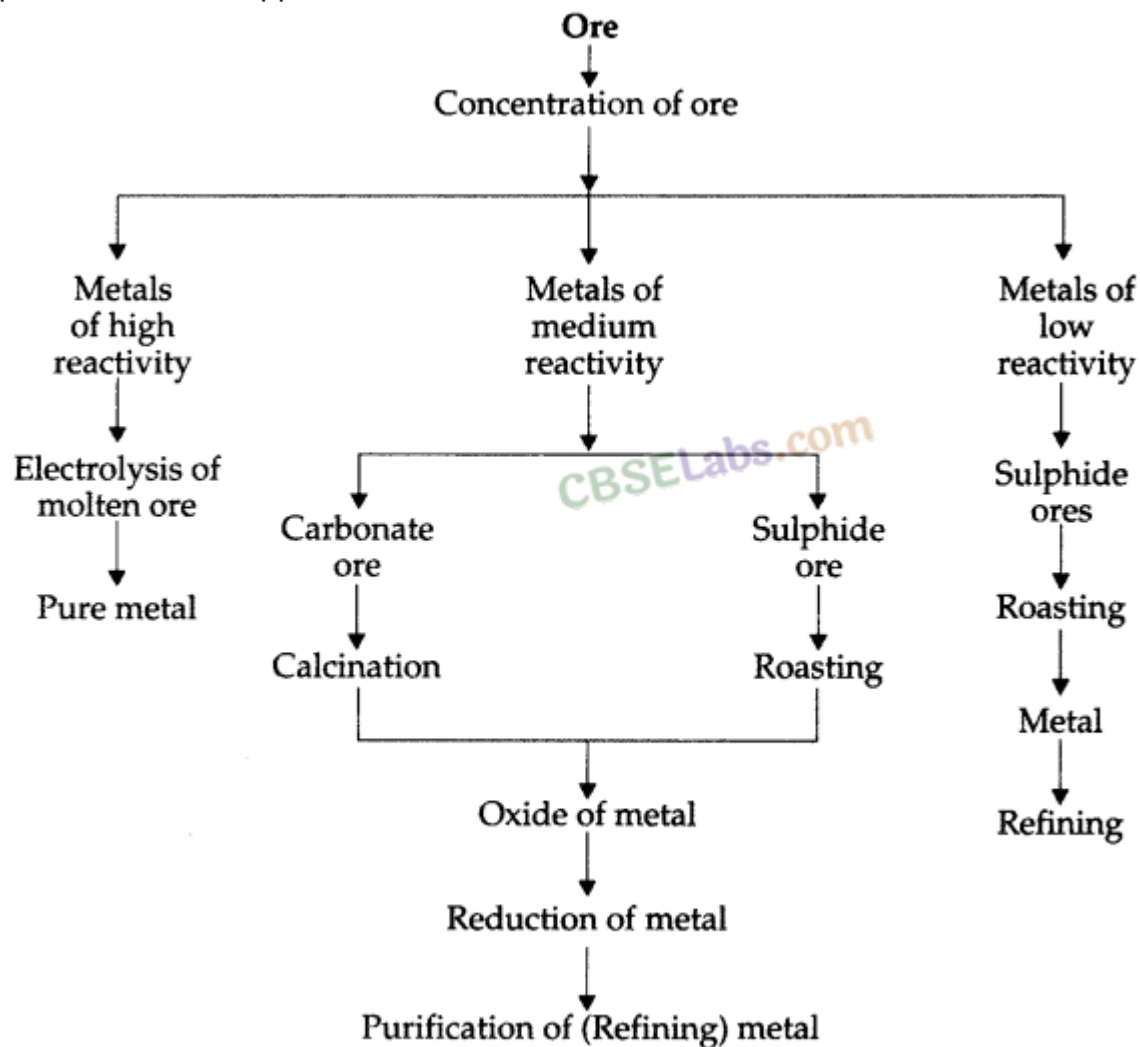 Ore
Concentration of ore
Metals
of high
reactivity
Electrolysis of
molten ore
Pure metal
Metals of
medium
reactivity
Carbonate
ore
Calcination
Sulphide
ore
Roasting
Oxide of metal
Reduction of metal
Purification of (Refining) metal
Metals of
low
reactivity
Sulphide
ores
Roasting
Metal
Refining
CBSELabs.com